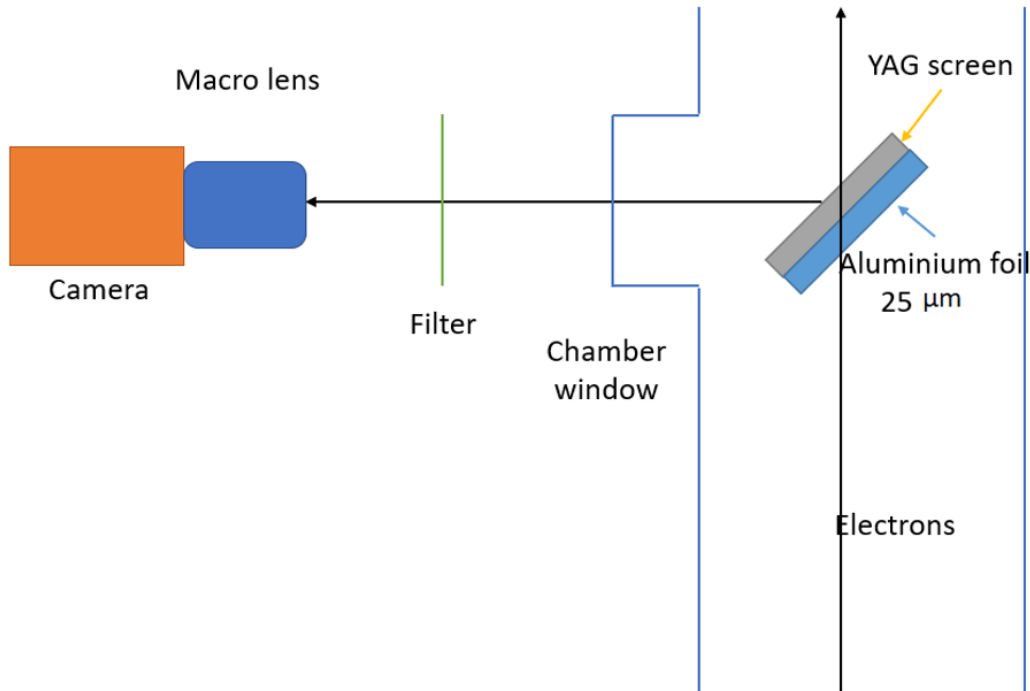 Macro lens
YAG screen
Camera
Filter
Chamber
window
Aluminium foil
25 μm
Electrons